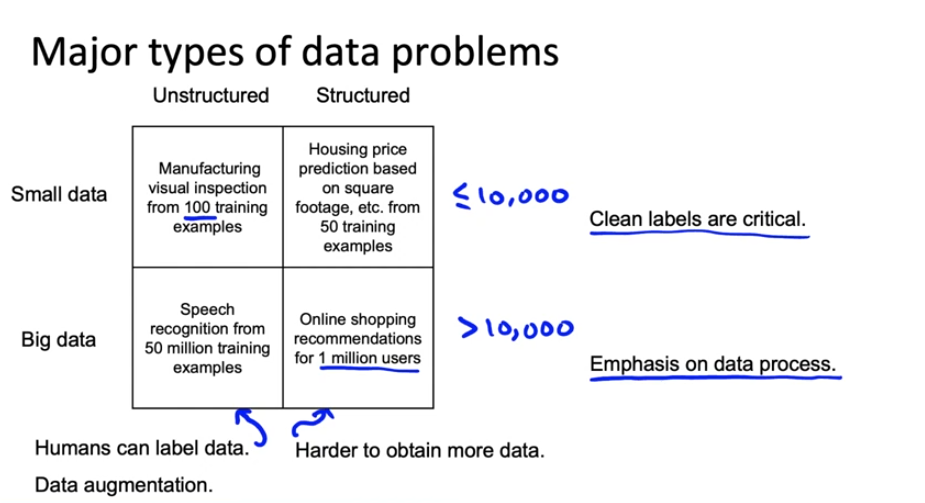 Major types of data problems
Unstructured
Structured
Small data
Manufacturing
visual inspection
from 100 training
examples
Housing price
prediction based
on square
footage, etc. from
50 training
examples
≤10,000
Clean labels are critical.
Big data
Speech
recognition from
50 million training
examples
Online shopping
recommendations
for 1 million users
>10,000
Emphasis on data process.
Humans can label data.
Harder to obtain more data.
Data augmentation.